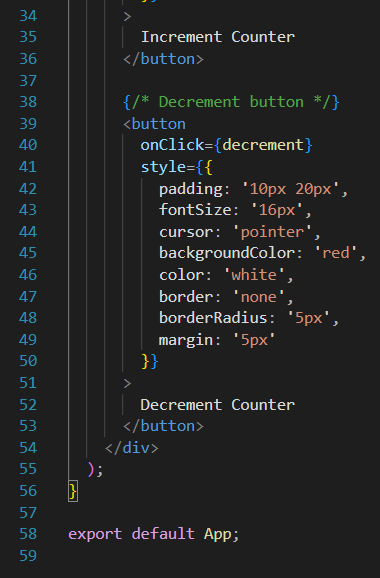 34
35 Increment Counter
36 </button>
37
38 {/* Decrement button */}
39 <button
40 onClick={decrement}
41 style={{
42 padding: '10px 20px',
43 fontSize: '16px',
44 cursor: 'pointer',
45 backgroundColor: 'red',
46 color: 'white',
47 border: 'none',
48 borderRadius: '5px',
49 margin: '5px'
50 }}
51 >
52 Decrement Counter
53 </button>
54 </div>
55 );
56 }
57
58 export default App;
59